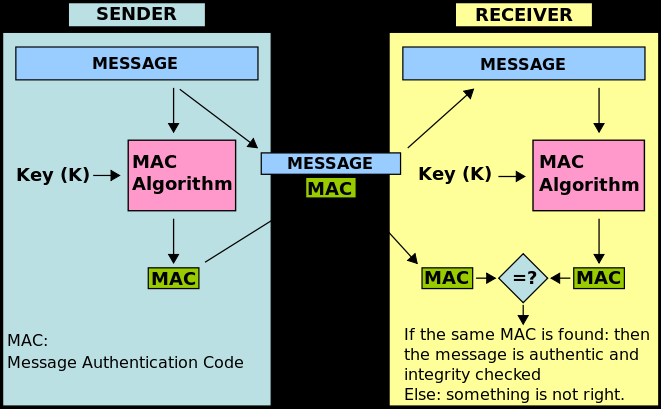 SENDER
MESSAGE
Key (K)
MAC
Algorithm
MAC
MAC:
Message Authentication Code
MESSAGE
MAC
RECEIVER
MESSAGE
Key (K)
MAC
Algorithm
MAC
=?
MAC
If the same MAC is found: then
the message is authentic and
integrity checked
Else: something is not right.